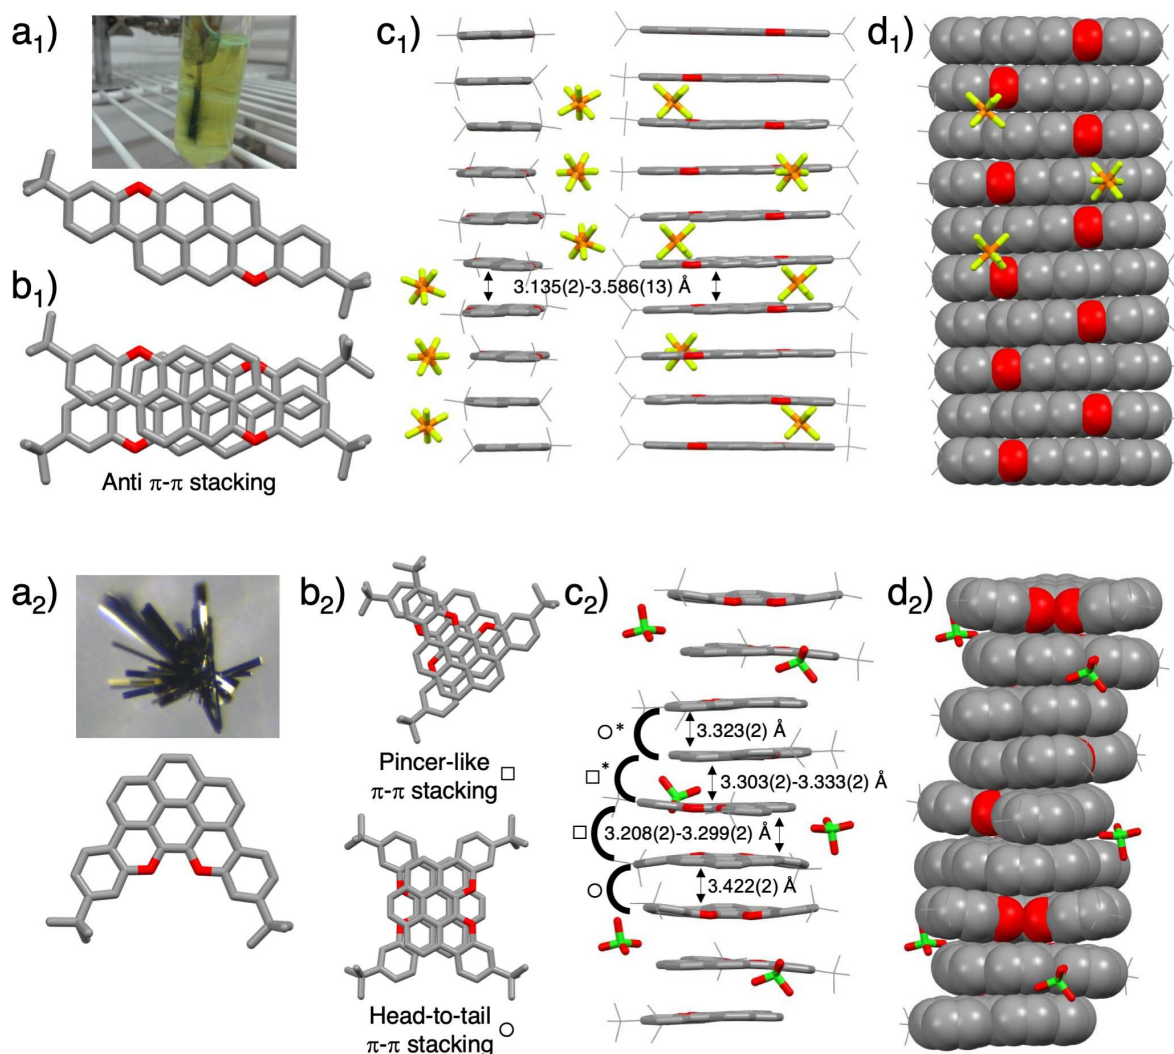 a₁)
c₁)
d₁)
b₁)
3.135(2)-3.586(13) Å
Anti π-π stacking
a₂)
b₂)
c₂)
d₂)
Pincer-like □
π-π stacking
Head-to-tail ○
π-π stacking
○*
3.323(2) Å
□*
3.303(2)-3.333(2) Å
□
3.208(2)-3.299(2) Å
○
3.422(2) Å